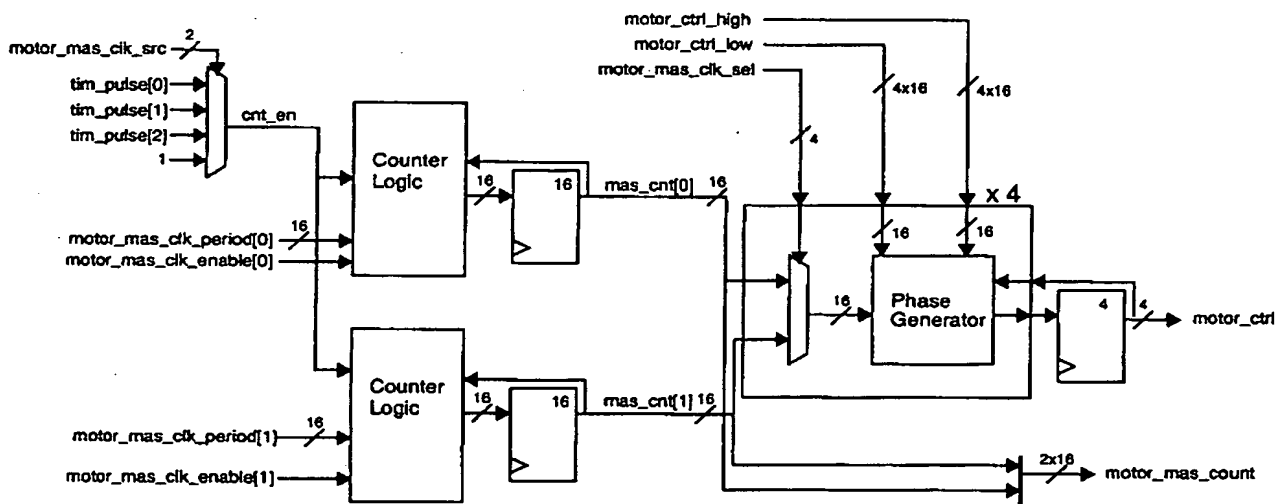 motor_mas_clk_src
2
tim_pulse[0]
tim_pulse[1]
tim_pulse[2]
1
cnt_en
motor_mas_clk_period[0]
16
motor_mas_clk_enable[0]
Counter
Logic
16
16
mas_cnt[0]
16
motor_ctrl_high
motor_ctrl_low
motor_mas_clk_sel
4
4x16
4x16
x 4
16
16
16
Phase
Generator
4
4
motor_ctrl
motor_mas_clk_period[1]
16
motor_mas_clk_enable[1]
Counter
Logic
16
16
mas_cnt[1]
16
2x16
motor_mas_count